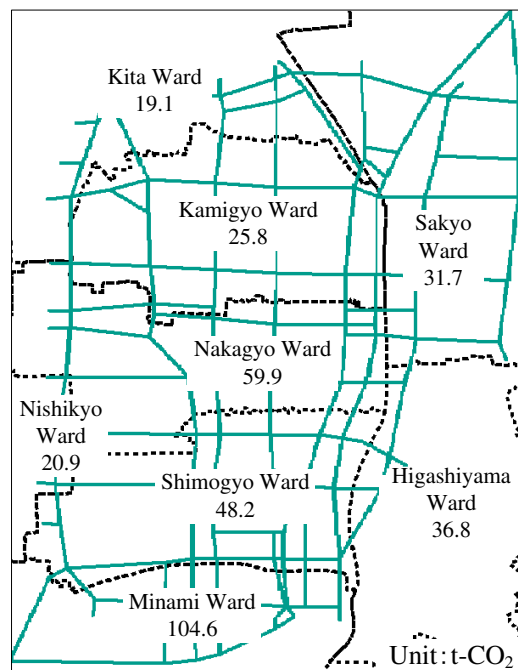 Kita Ward
19.1
Kamigyo Ward
25.8
Sakyo
Ward
31.7
Nakagyo Ward
59.9
Nishikyo
Ward
20.9
Shimogyo Ward
48.2
Higashiyama
Ward
36.8
Minami Ward
104.6
Unit:t-CO₂